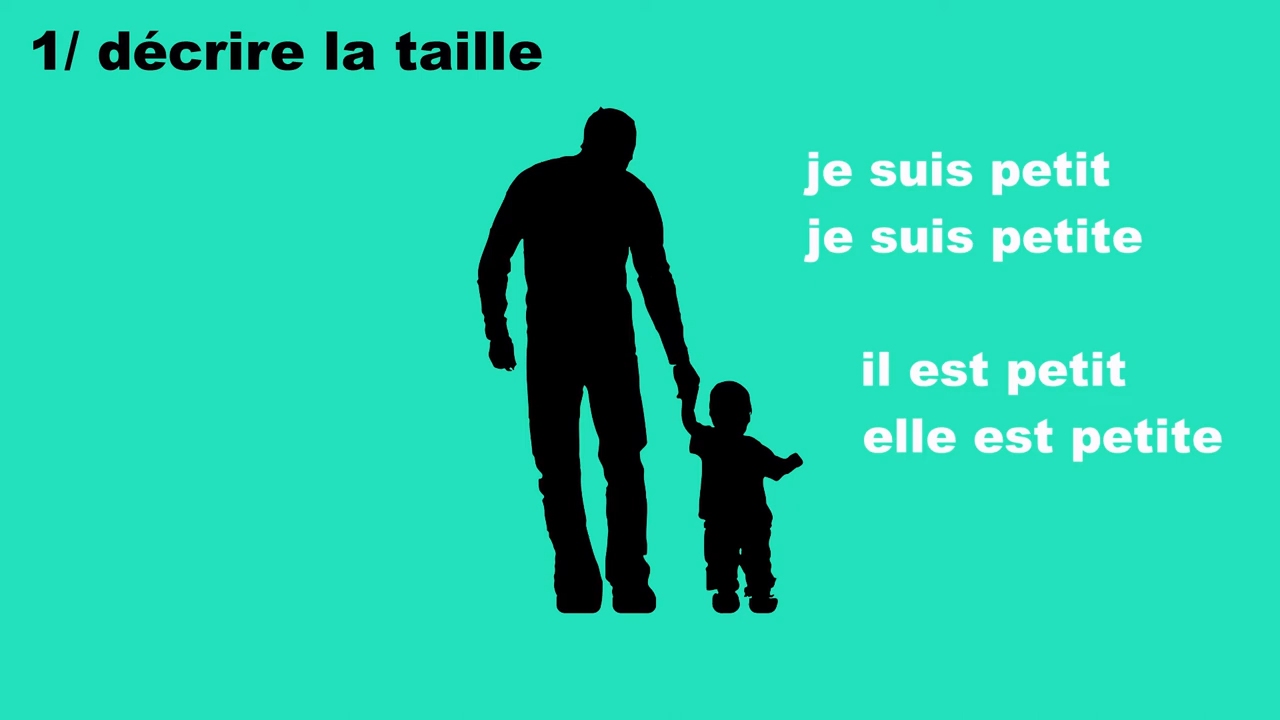 1/ décrire la taille
je suis petit
je suis petite
il est petit
elle est petite